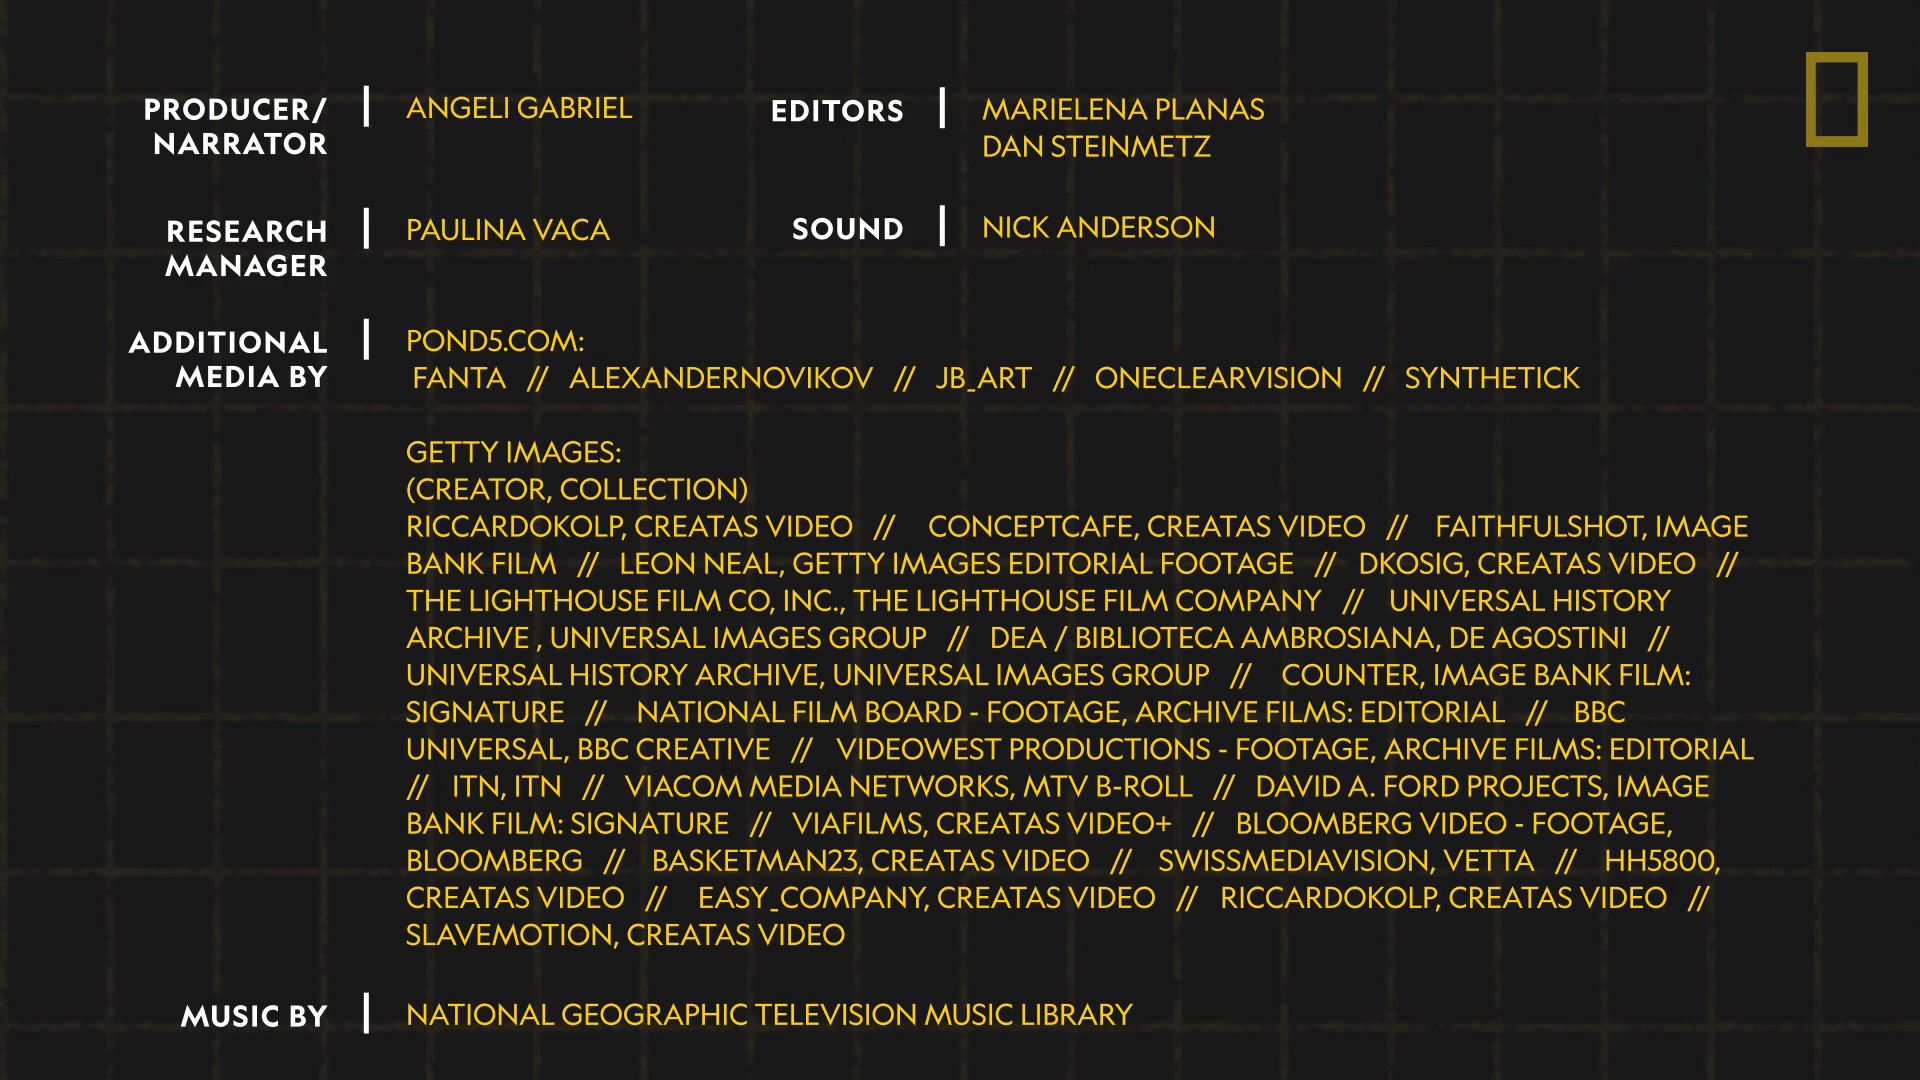 PRODUCER/ | ANGELI GABRIEL
NARRATOR
EDITORS | MARIELENA PLANAS
DAN STEINMETZ
RESEARCH | PAULINA VACA
MANAGER
SOUND | NICK ANDERSON
ADDITIONAL | POND5.COM:
MEDIA BY FANTA // ALEXANDERNOVIKOV // JB_ART // ONECLEARVISION // SYNTHETICK
GETTY IMAGES:
(CREATOR, COLLECTION)
RICCARDOKOLP, CREATAS VIDEO // CONCEPTCAFE, CREATAS VIDEO // FAITHFULSHOT, IMAGE
BANK FILM // LEON NEAL, GETTY IMAGES EDITORIAL FOOTAGE // DKOSIG, CREATAS VIDEO //
THE LIGHTHOUSE FILM CO, INC., THE LIGHTHOUSE FILM COMPANY // UNIVERSAL HISTORY
ARCHIVE , UNIVERSAL IMAGES GROUP // DEA / BIBLIOTECA AMBROSIANA, DE AGOSTINI //
UNIVERSAL HISTORY ARCHIVE, UNIVERSAL IMAGES GROUP // COUNTER, IMAGE BANK FILM:
SIGNATURE // NATIONAL FILM BOARD - FOOTAGE, ARCHIVE FILMS: EDITORIAL // BBC
UNIVERSAL, BBC CREATIVE // VIDEOWEST PRODUCTIONS - FOOTAGE, ARCHIVE FILMS: EDITORIAL
// ITN, ITN // VIACOM MEDIA NETWORKS, MTV B-ROLL // DAVID A. FORD PROJECTS, IMAGE
BANK FILM: SIGNATURE // VIAFILMS, CREATAS VIDEO+ // BLOOMBERG VIDEO - FOOTAGE,
BLOOMBERG // BASKETMAN23, CREATAS VIDEO // SWISSMEDIAVISION, VETTA // HH5800,
CREATAS VIDEO // EASY_COMPANY, CREATAS VIDEO // RICCARDOKOLP, CREATAS VIDEO //
SLAVEMOTION, CREATAS VIDEO
MUSIC BY | NATIONAL GEOGRAPHIC TELEVISION MUSIC LIBRARY